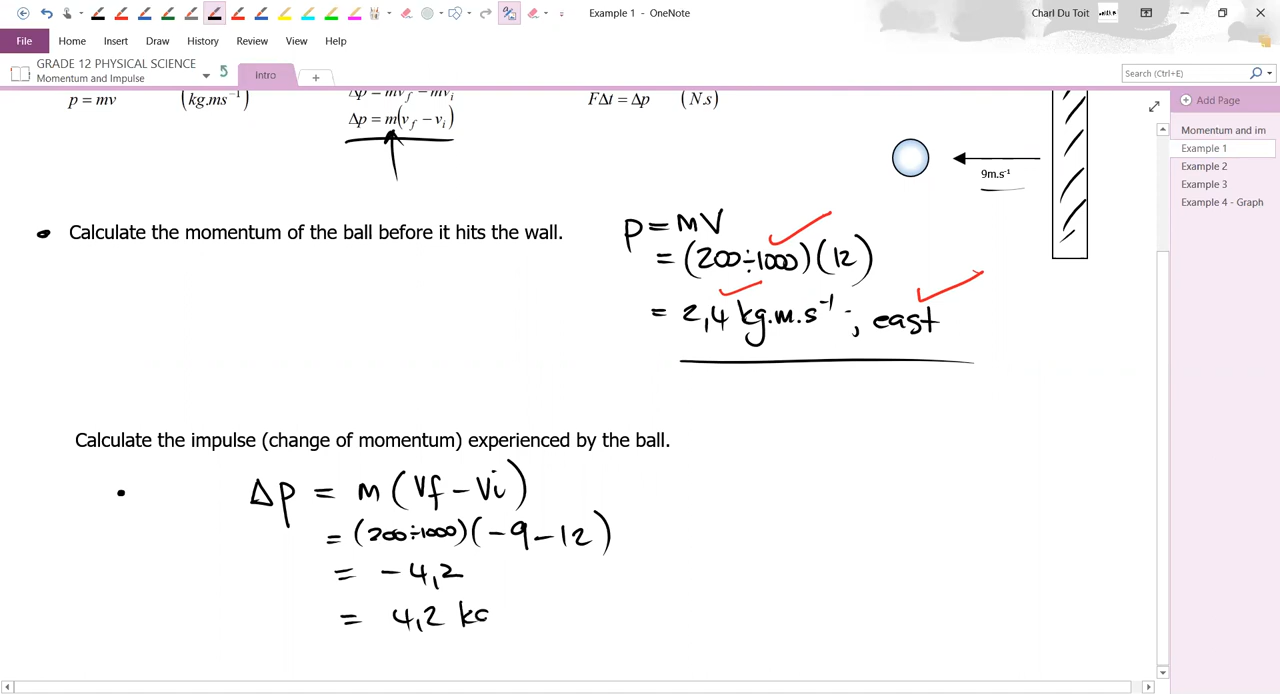 Example 1 - OneNote
Charl Du Toit
File Home Insert Draw History Review View Help
GRADE 12 PHYSICAL SCIENCE
Momentum and Impulse
Intro
+
Search (Ctrl+E)
Add Page
Momentum and im
Example 1
Example 2
Example 3
Example 4 - Graph
p = mv (kg.ms⁻¹)
Δp = mv_f − mv_i
Δp = m(v_f − v_i)
FΔt = Δp (N.s)
9m.s⁻¹
Calculate the momentum of the ball before it hits the wall.
p = mv
= (200÷1000)(12)
= 2,4 kg.m.s⁻¹; east
Calculate the impulse (change of momentum) experienced by the ball.
Δp = m(Vf − Vi)
= (200÷1000)(−9−12)
= −4,2
= 4,2